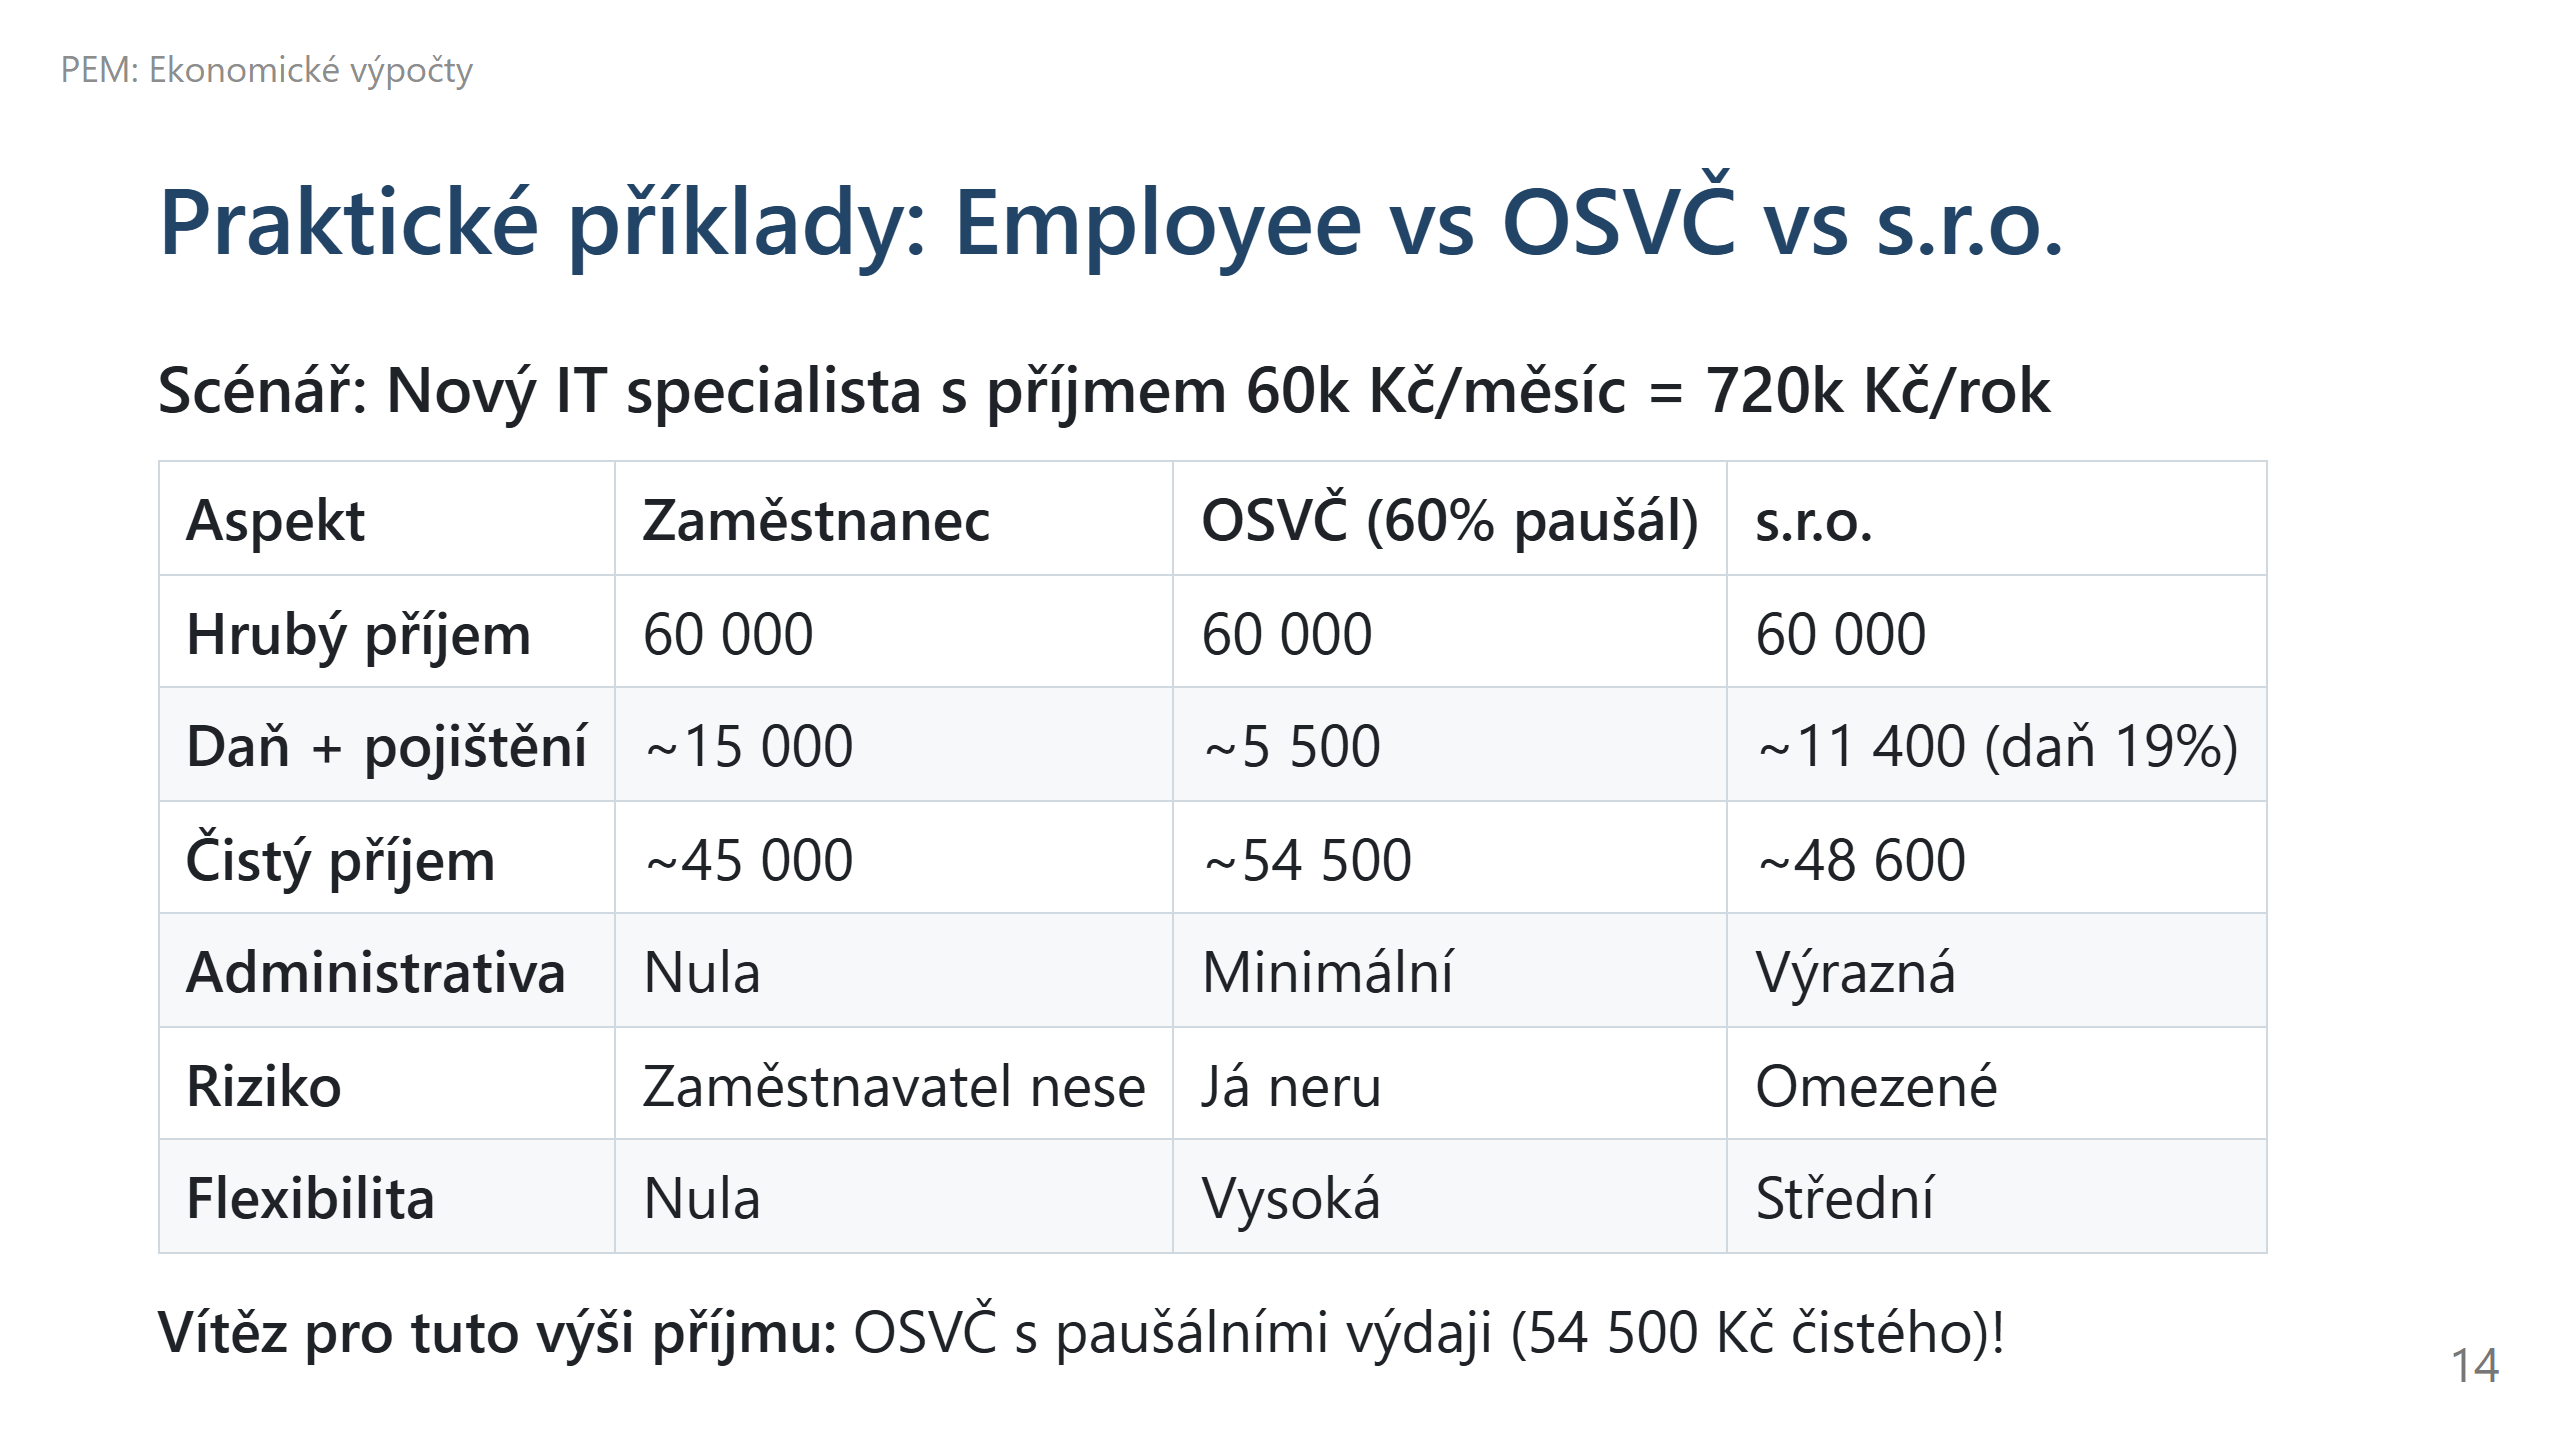 PEM: Ekonomické výpočty
Praktické příklady: Employee vs OSVČ vs s.r.o.
Scénář: Nový IT specialista s příjmem 60k Kč/měsíc = 720k Kč/rok
Aspekt Zaměstnanec OSVČ (60% paušál) s.r.o.
Hrubý příjem 60 000 60 000 60 000
Daň + pojištění ~15 000 ~5 500 ~11 400 (daň 19%)
Čistý příjem ~45 000 ~54 500 ~48 600
Administrativa Nula Minimální Výrazná
Riziko Zaměstnavatel nese Já neru Omezené
Flexibilita Nula Vysoká Střední
Vítěz pro tuto výši příjmu: OSVČ s paušálními výdaji (54 500 Kč čistého)!
14